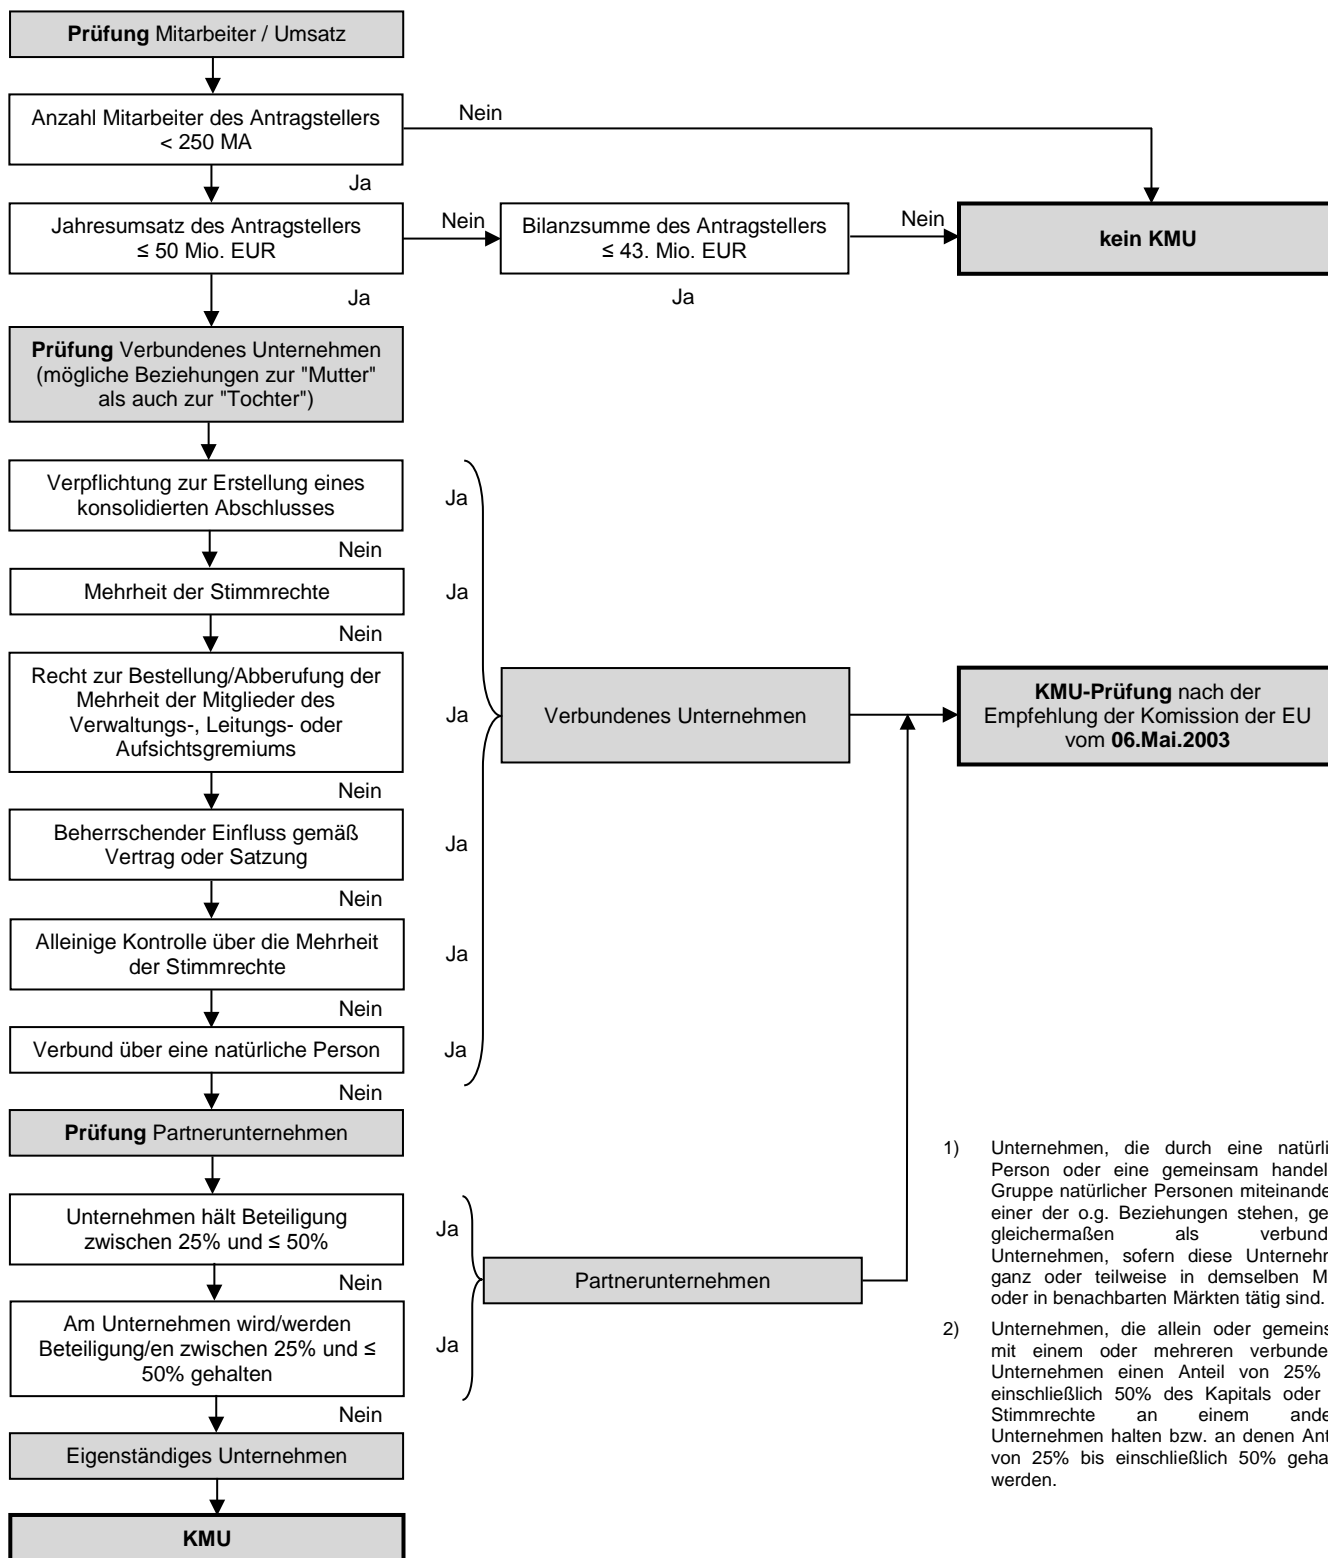 Prüfung Mitarbeiter / Umsatz
Anzahl Mitarbeiter des Antragstellers
< 250 MA
Nein
Ja
Jahresumsatz des Antragstellers
≤ 50 Mio. EUR
Nein
Bilanzsumme des Antragstellers
≤ 43. Mio. EUR
Nein
kein KMU
Ja
Ja
Prüfung Verbundenes Unternehmen
(mögliche Beziehungen zur "Mutter"
als auch zur "Tochter")
Verpflichtung zur Erstellung eines
konsolidierten Abschlusses
Ja
Nein
Mehrheit der Stimmrechte
Ja
Nein
Recht zur Bestellung/Abberufung der
Mehrheit der Mitglieder des
Verwaltungs-, Leitungs- oder
Aufsichtsgremiums
Ja
Verbundenes Unternehmen
KMU-Prüfung nach der
Empfehlung der Komission der EU
vom 06.Mai.2003
Nein
Beherrschender Einfluss gemäß
Vertrag oder Satzung
Ja
Nein
Alleinige Kontrolle über die Mehrheit
der Stimmrechte
Ja
Nein
Verbund über eine natürliche Person
Ja
Nein
Prüfung Partnerunternehmen
Unternehmen hält Beteiligung
zwischen 25% und ≤ 50%
Ja
Nein
Partnerunternehmen
Am Unternehmen wird/werden
Beteiligung/en zwischen 25% und ≤
50% gehalten
Ja
Nein
Eigenständiges Unternehmen
KMU
1) Unternehmen, die durch eine
Person oder eine gemeinsam
Gruppe natürlicher Personen
einer der o.g. Beziehungen stehen,
gleichermaßen als
Unternehmen, sofern diese
ganz oder teilweise in demselben
oder in benachbarten Märkten tätig sind.
2) Unternehmen, die allein oder
mit einem oder mehreren
Unternehmen einen Anteil von 25%
einschließlich 50% des Kapitals oder
Stimmrechte an einem
Unternehmen halten bzw. an denen
von 25% bis einschließlich 50%
werden.